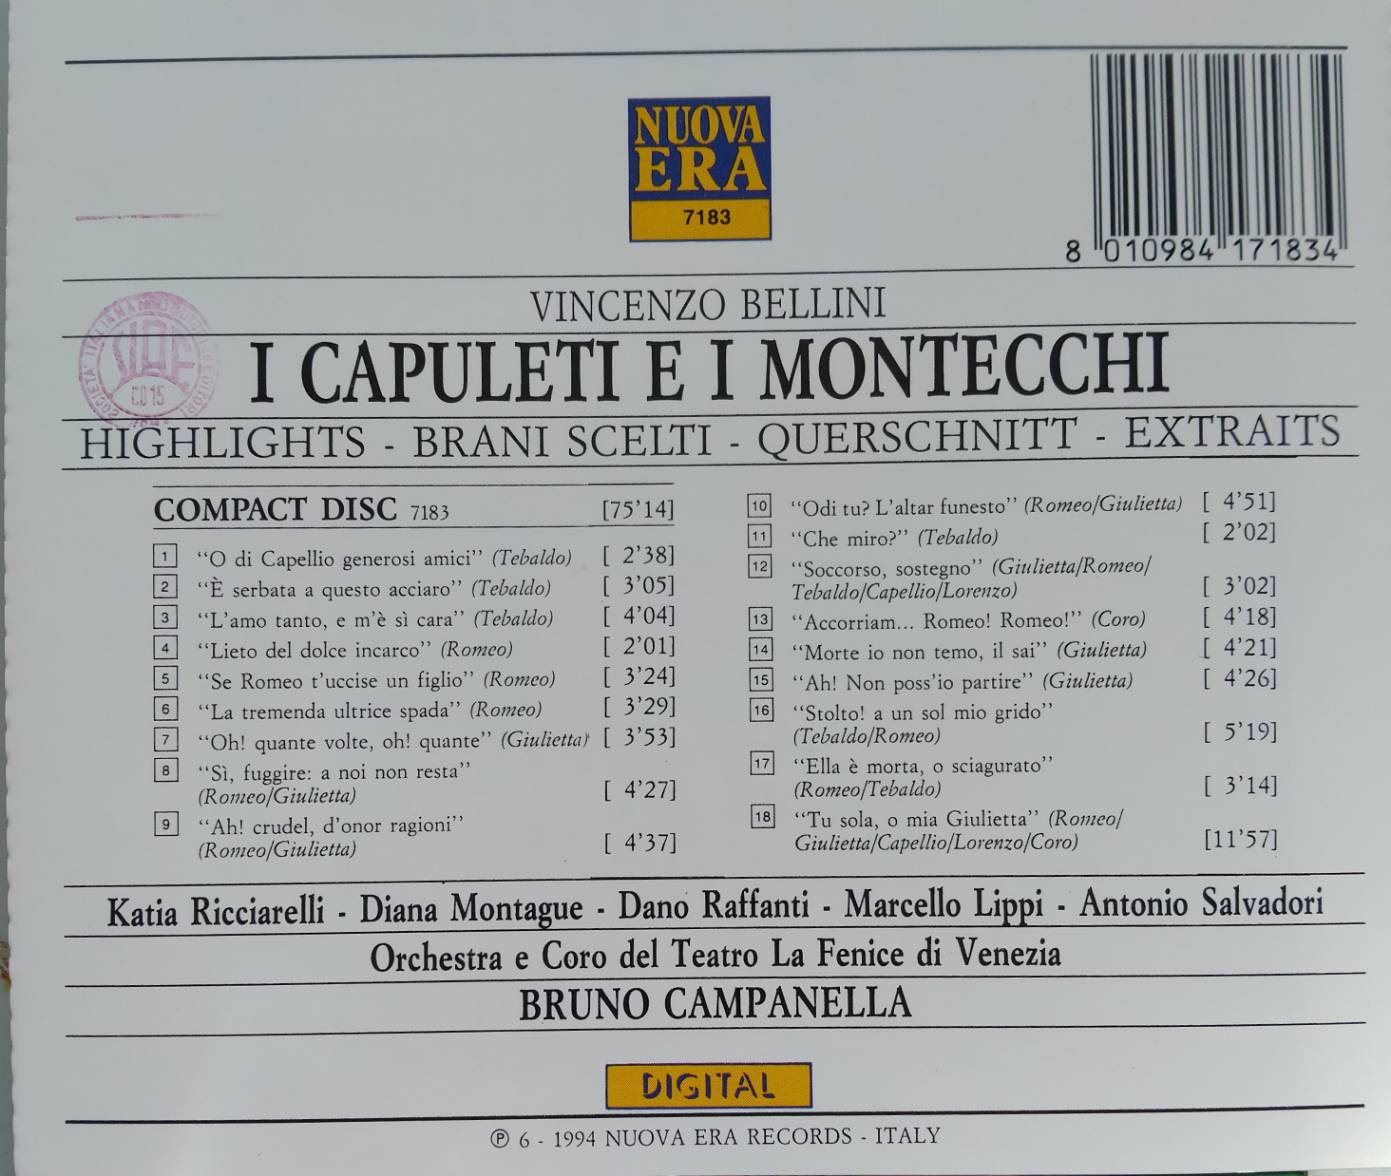 NUOVA
ERA
7183
8 010984 171834
VINCENZO BELLINI
I CAPULETI E I MONTECCHI
SOCIETA' ITALIANA EDITORI
SIAE
CD15
HIGHLIGHTS - BRANI SCELTI - QUERSCHNITT - EXTRAITS
COMPACT DISC 7183 [75'14]
1 “O di Capellio generosi amici” (Tebaldo) [ 2'38]
2 “È serbata a questo acciaro” (Tebaldo) [ 3'05]
3 “L'amo tanto, e m'è sì cara” (Tebaldo) [ 4'04]
4 “Lieto del dolce incarco” (Romeo) [ 2'01]
5 “Se Romeo t'uccise un figlio” (Romeo) [ 3'24]
6 “La tremenda ultrice spada” (Romeo) [ 3'29]
7 “Oh! quante volte, oh! quante” (Giulietta) [ 3'53]
8 “Sì, fuggire: a noi non resta”
(Romeo/Giulietta) [ 4'27]
9 “Ah! crudel, d'onor ragioni”
(Romeo/Giulietta) [ 4'37]
10 “Odi tu? L'altar funesto” (Romeo/Giulietta) [ 4'51]
11 “Che miro?” (Tebaldo) [ 2'02]
12 “Soccorso, sostegno” (Giulietta/Romeo/
Tebaldo/Capellio/Lorenzo) [ 3'02]
13 “Accorriam... Romeo! Romeo!” (Coro) [ 4'18]
14 “Morte io non temo, il sai” (Giulietta) [ 4'21]
15 “Ah! Non poss'io partire” (Giulietta) [ 4'26]
16 “Stolto! a un sol mio grido”
(Tebaldo/Romeo) [ 5'19]
17 “Ella è morta, o sciagurato”
(Romeo/Tebaldo) [ 3'14]
18 “Tu sola, o mia Giulietta” (Romeo/
Giulietta/Capellio/Lorenzo/Coro) [11'57]
Katia Ricciarelli - Diana Montague - Dano Raffanti - Marcello Lippi - Antonio Salvadori
Orchestra e Coro del Teatro La Fenice di Venezia
BRUNO CAMPANELLA
DIGITAL
℗ 6 - 1994 NUOVA ERA RECORDS - ITALY